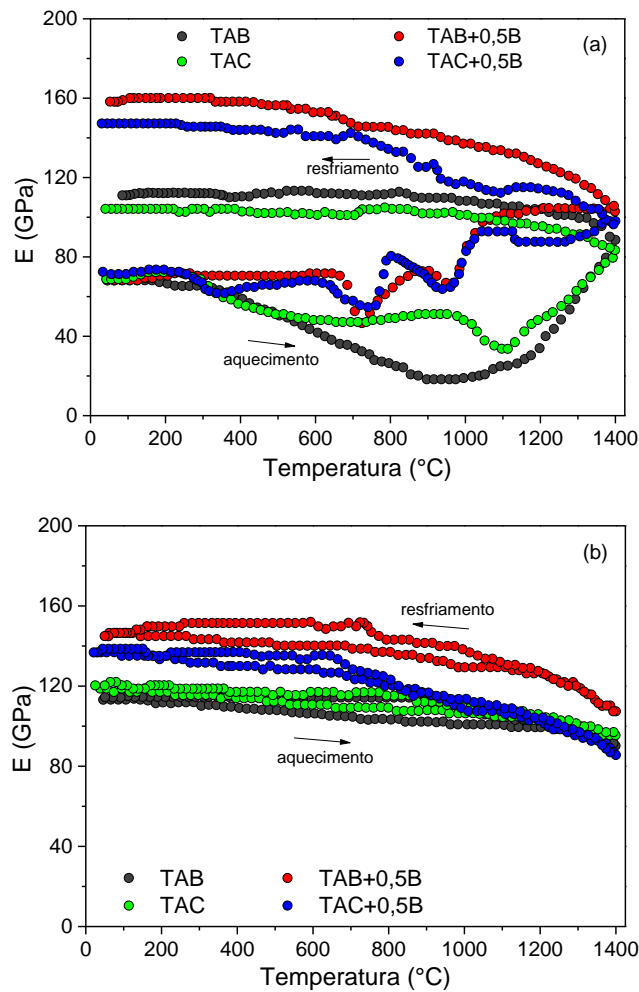 TAB TAB+0,5B (a)
TAC TAC+0,5B
200
160
120
80
40
0
E (GPa)
resfriamento
aquecimento
0 200 400 600 800 1000 1200 1400
Temperatura (°C)
(b)
200
160
120
80
40
0
E (GPa)
resfriamento
aquecimento
TAB TAB+0,5B
TAC TAC+0,5B
0 200 400 600 800 1000 1200 1400
Temperatura (°C)